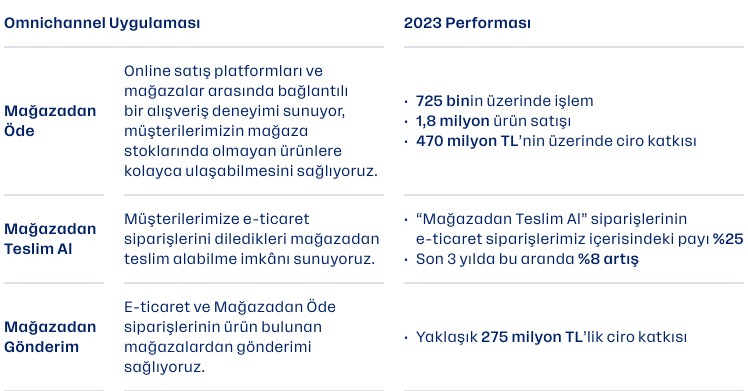 Omnichannel Uygulaması
2023 Performası
Mağazadan
Öde
Online satış platformları ve
mağazalar arasında bağlantılı
bir alışveriş deneyimi sunuyor,
müşterilerimizin mağaza
stoklarında olmayan ürünlere
kolayca ulaşabilmesini sağlıyoruz.
• 725 binin üzerinde işlem
• 1,8 milyon ürün satışı
• 470 milyon TL’nin üzerinde ciro katkısı
Mağazadan
Teslim Al
Müşterilerimize e-ticaret
siparişlerini diledikleri mağazadan
teslim alabilme imkânı sunuyoruz.
• “Mağazadan Teslim Al” siparişlerinin
e-ticaret siparişlerimiz içerisindeki payı %25
• Son 3 yılda bu aranda %8 artış
Mağazadan
Gönderim
E-ticaret ve Mağazadan Öde
siparişlerinin ürün bulunan
mağazalardan gönderimi
sağlıyoruz.
• Yaklaşık 275 milyon TL’lik ciro katkısı